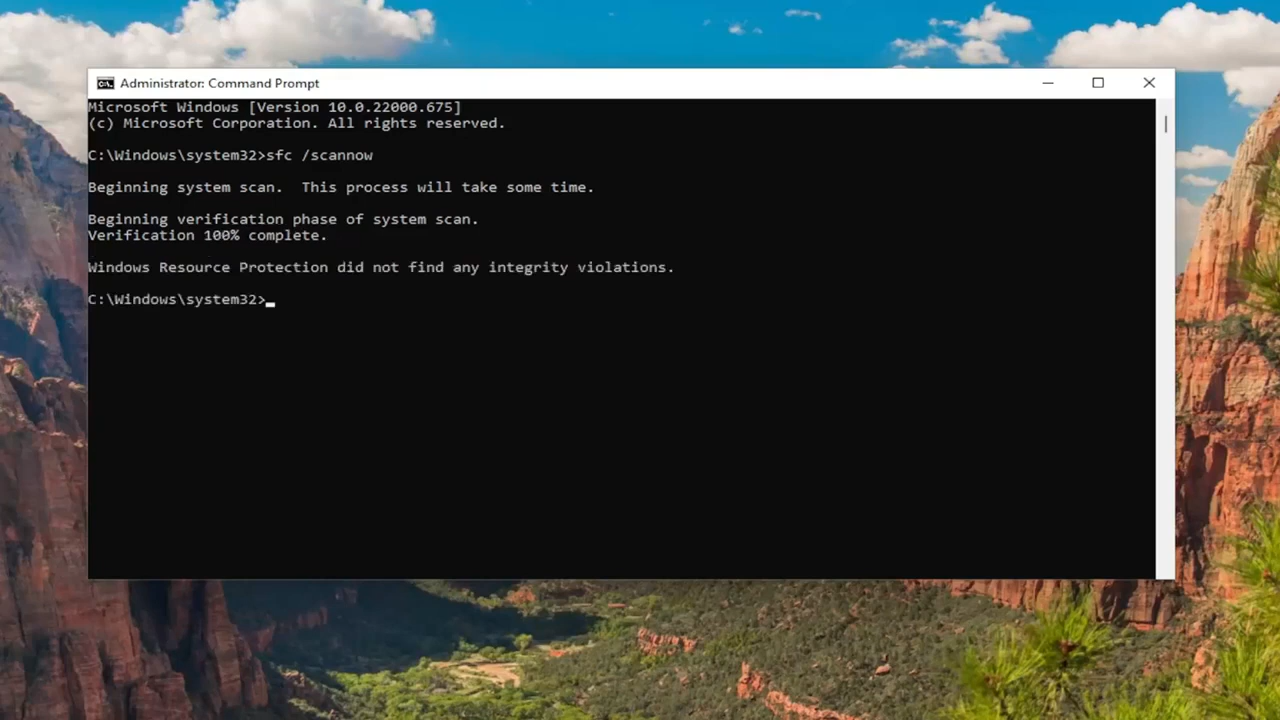 Administrator: Command Prompt
Microsoft Windows [Version 10.0.22000.675]
(c) Microsoft Corporation. All rights reserved.
C:\Windows\system32>sfc /scannow
Beginning system scan.  This process will take some time.
Beginning verification phase of system scan.
Verification 100% complete.
Windows Resource Protection did not find any integrity violations.
C:\Windows\system32>